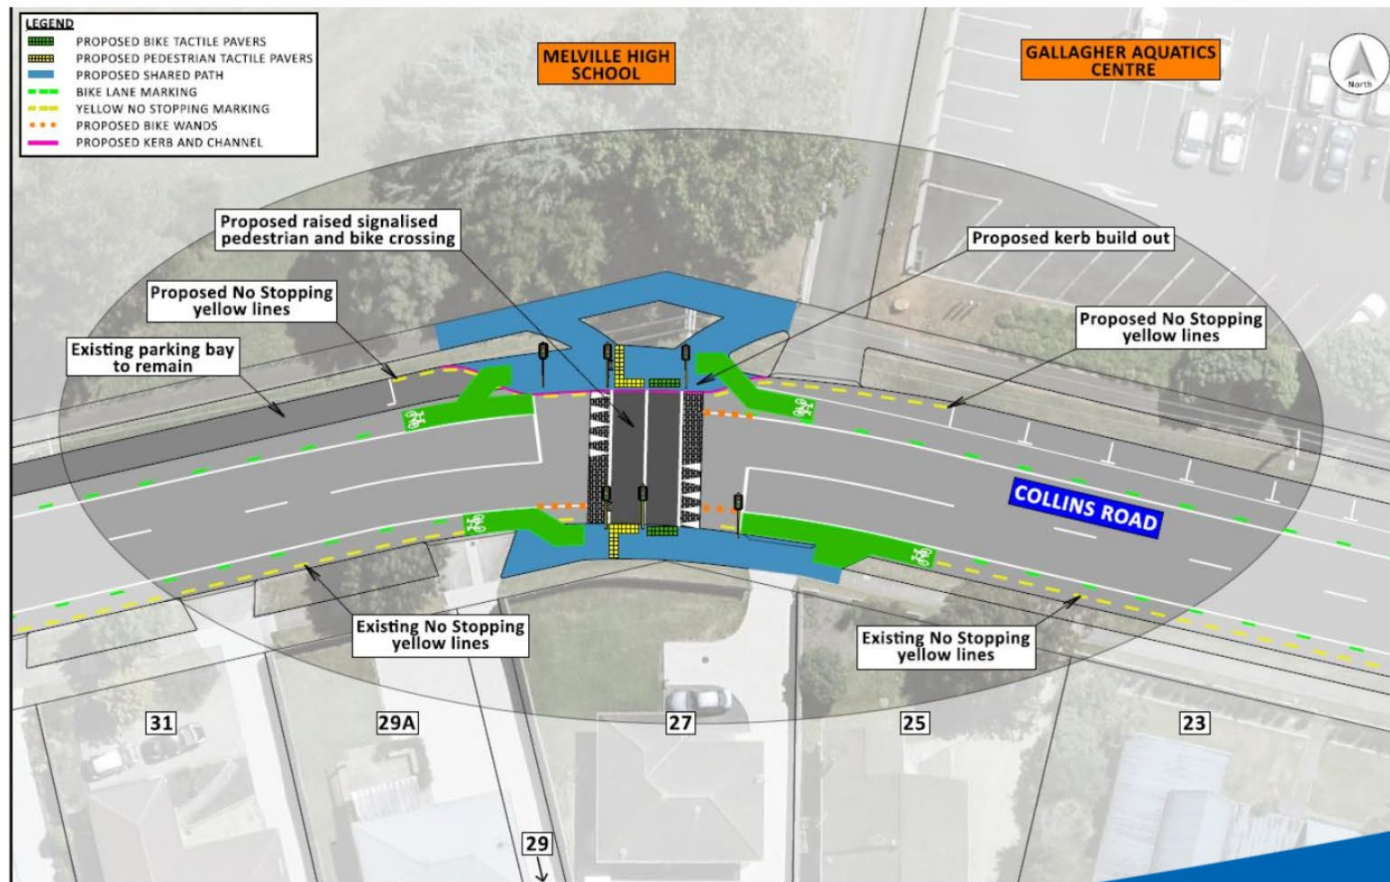 LEGEND
PROPOSED BIKE TACTILE PAVERS
PROPOSED PEDESTRIAN TACTILE PAVERS
PROPOSED SHARED PATH
BIKE LANE MARKING
YELLOW NO STOPPING MARKING
PROPOSED BIKE WANDS
PROPOSED KERB AND CHANNEL
MELVILLE HIGH
SCHOOL
GALLAGHER AQUATICS
CENTRE
North
Proposed raised signalised
pedestrian and bike crossing
Proposed kerb build out
Proposed No Stopping
yellow lines
Proposed No Stopping
yellow lines
Existing parking bay
to remain
COLLINS ROAD
Existing No Stopping
yellow lines
Existing No Stopping
yellow lines
31
29A
27
25
23
29